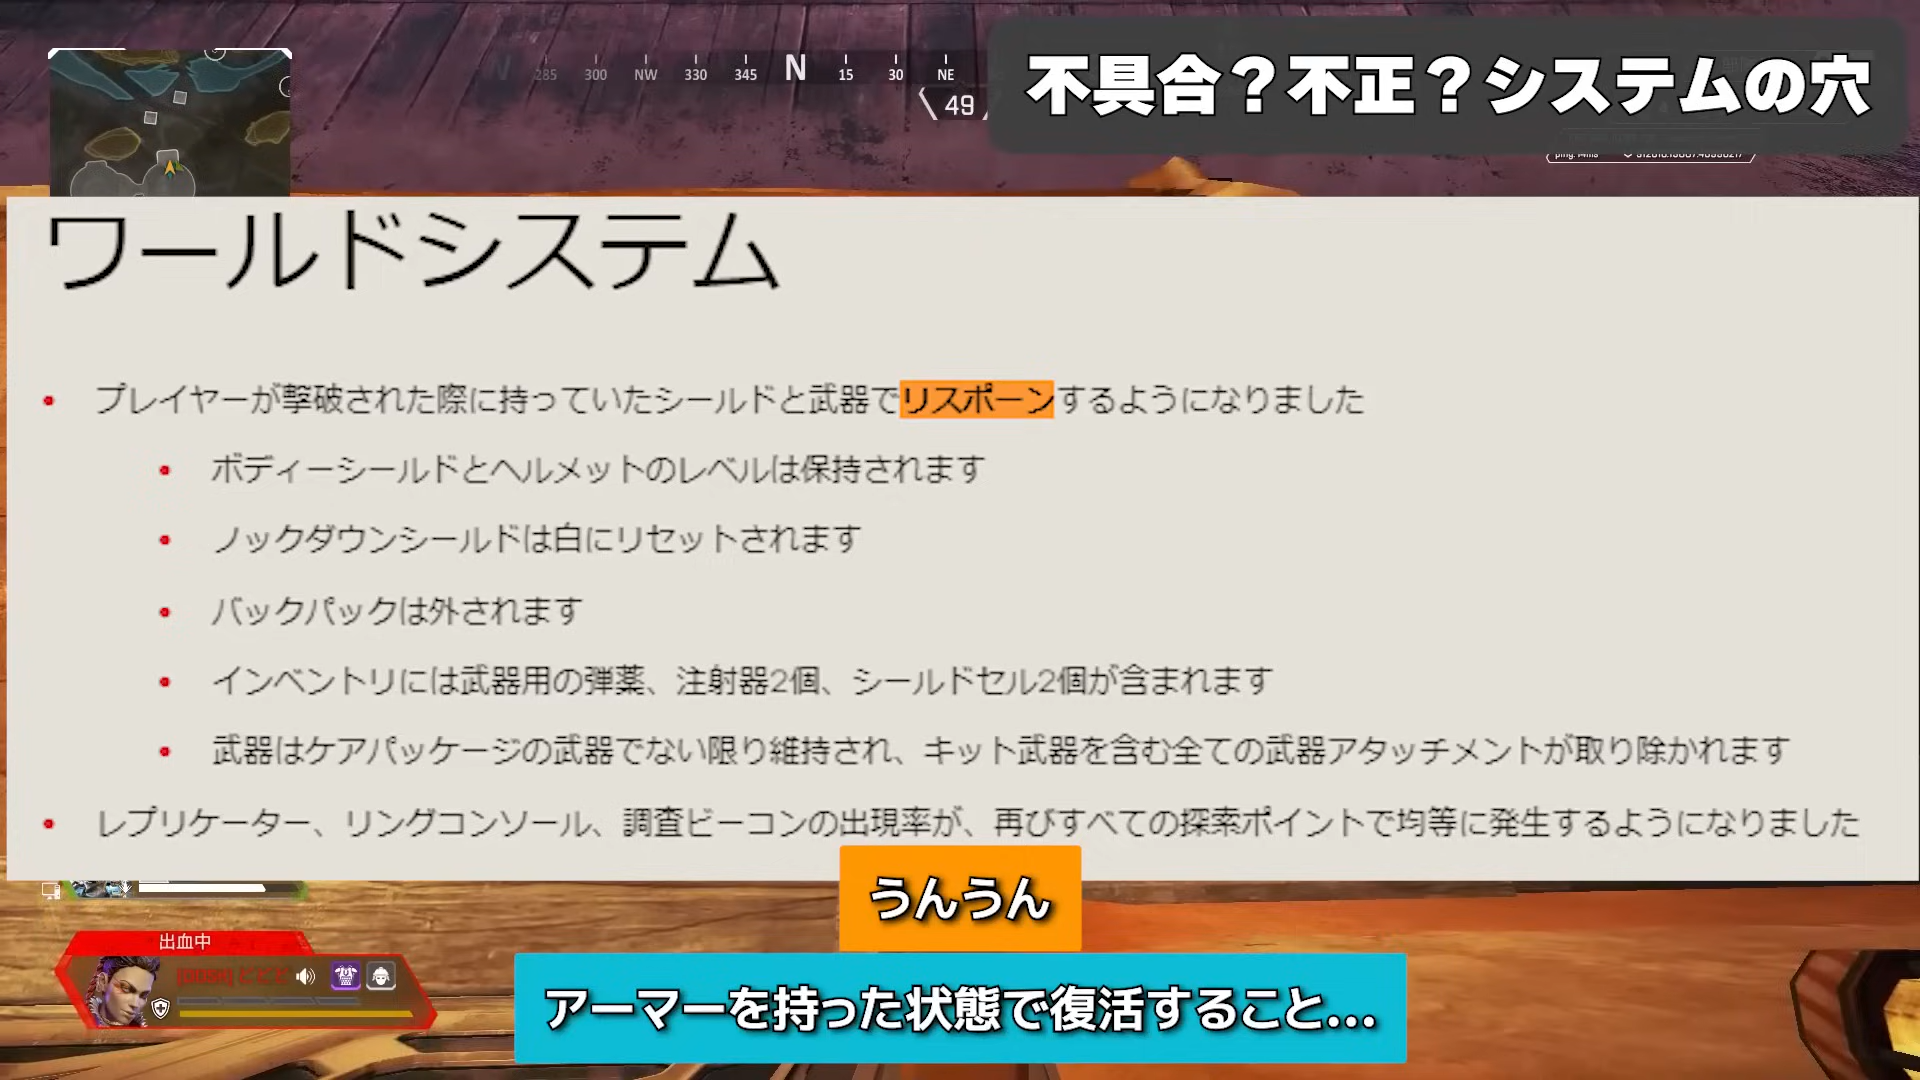 不具合？不正？システムの穴
285 300 NW 330 345 N 15 30 NE
49
ワールドシステム
プレイヤーが撃破された際に持っていたシールドと武器でリスポーンするようになりました
ボディーシールドとヘルメットのレベルは保持されます
ノックダウンシールドは白にリセットされます
バックパックは外されます
インベントリには武器用の弾薬、注射器2個、シールドセル2個が含まれます
武器はケアパッケージの武器でない限り維持され、キット武器を含む全ての武器アタッチメントが取り除かれます
レプリケーター、リングコンソール、調査ビーコンの出現率が、再びすべての探索ポイントで均等に発生するようになりました
うんうん
出血中
アーマーを持った状態で復活すること…